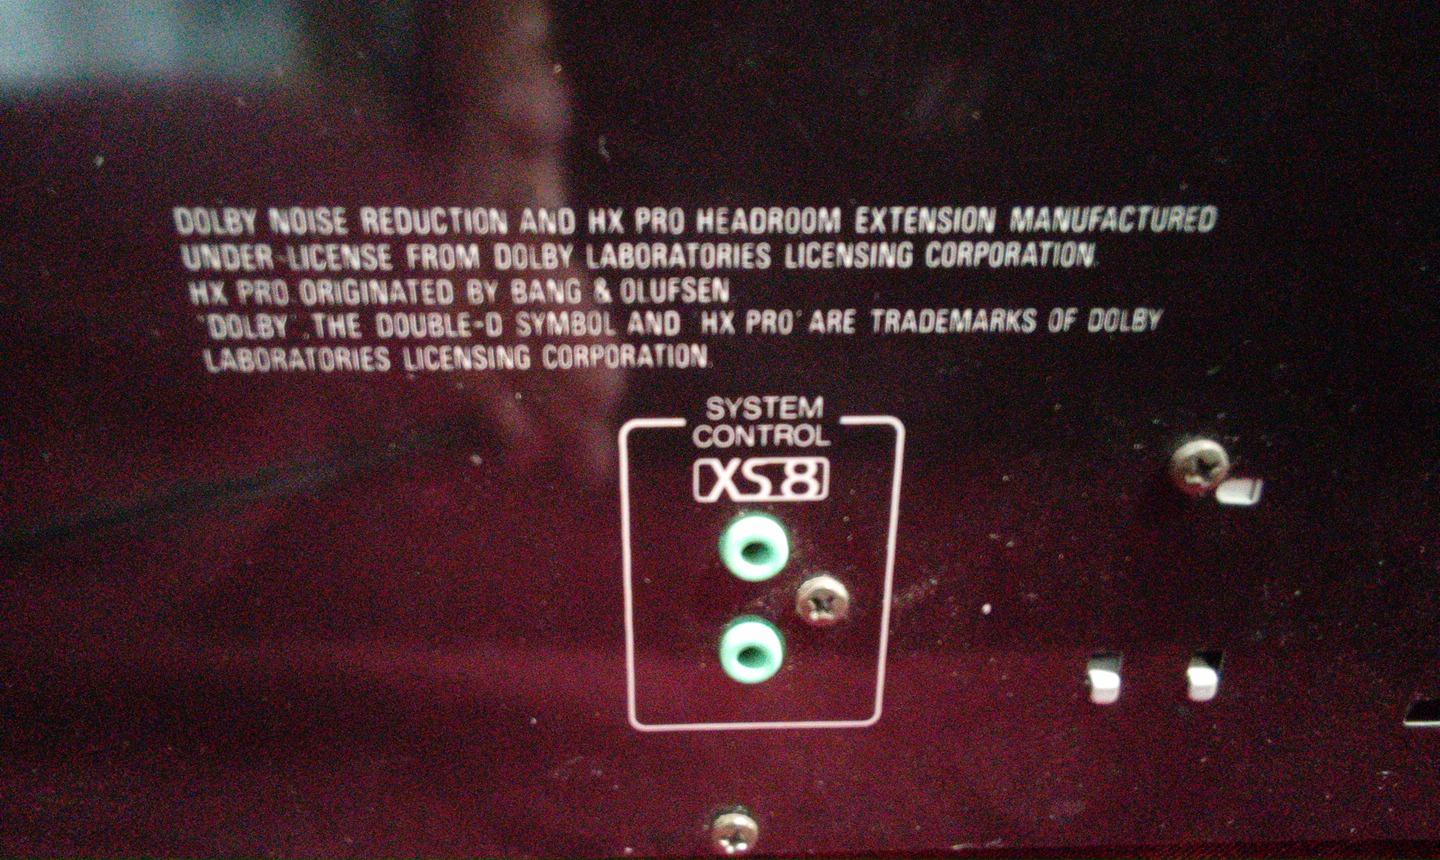 DOLBY NOISE REDUCTION AND HX PRO HEADROOM EXTENSION MANUFACTURED
UNDER LICENSE FROM DOLBY LABORATORIES LICENSING CORPORATION.
HX PRO ORIGINATED BY BANG & OLUFSEN
"DOLBY", THE DOUBLE-D SYMBOL AND "HX PRO" ARE TRADEMARKS OF DOLBY
LABORATORIES LICENSING CORPORATION.
SYSTEM
CONTROL
XS8